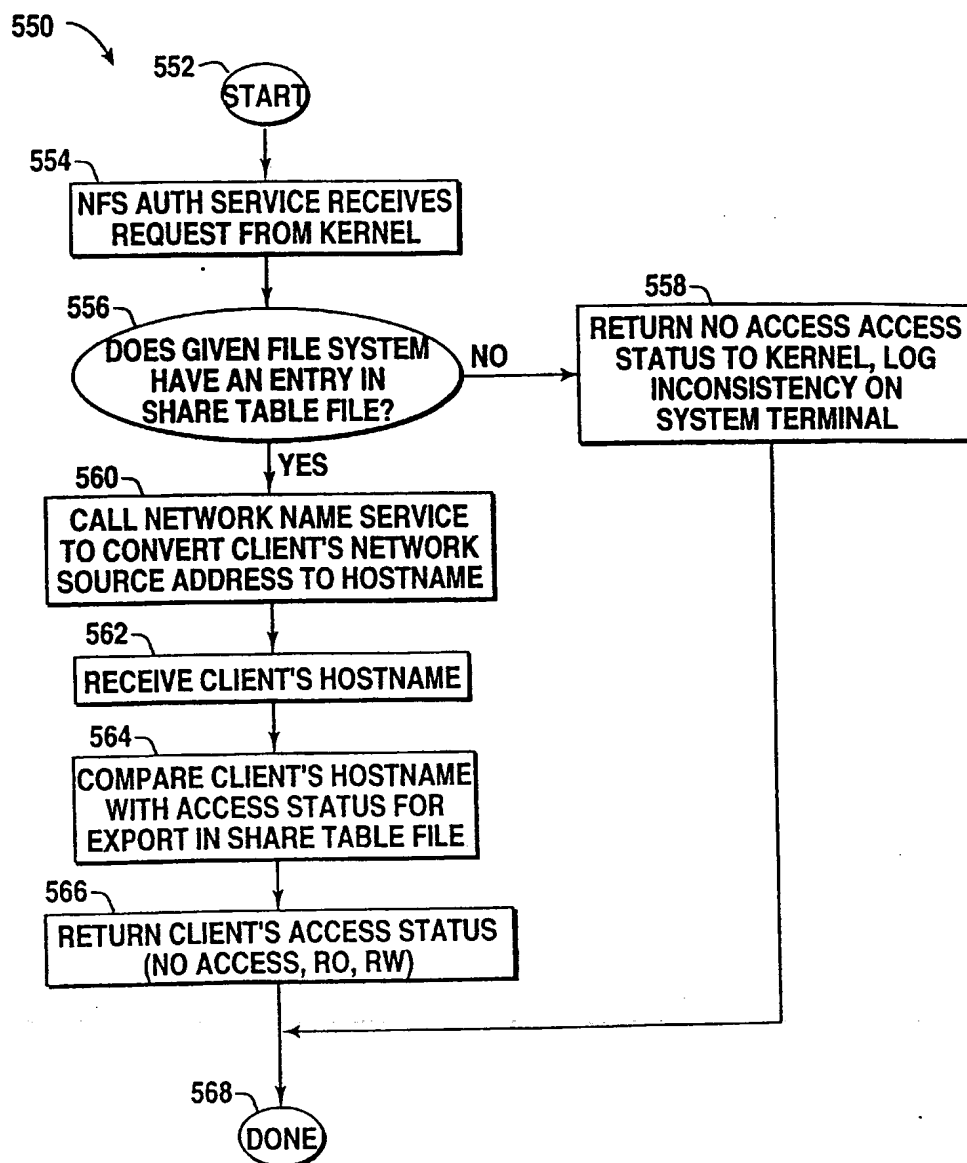 550
552
START
554
NFS AUTH SERVICE RECEIVES
REQUEST FROM KERNEL
556
DOES GIVEN FILE SYSTEM
HAVE AN ENTRY IN
SHARE TABLE FILE?
NO
558
RETURN NO ACCESS ACCESS
STATUS TO KERNEL, LOG
INCONSISTENCY ON
SYSTEM TERMINAL
YES
560
CALL NETWORK NAME SERVICE
TO CONVERT CLIENT'S NETWORK
SOURCE ADDRESS TO HOSTNAME
562
RECEIVE CLIENT'S HOSTNAME
564
COMPARE CLIENT'S HOSTNAME
WITH ACCESS STATUS FOR
EXPORT IN SHARE TABLE FILE
566
RETURN CLIENT'S ACCESS STATUS
(NO ACCESS, RO, RW)
568
DONE